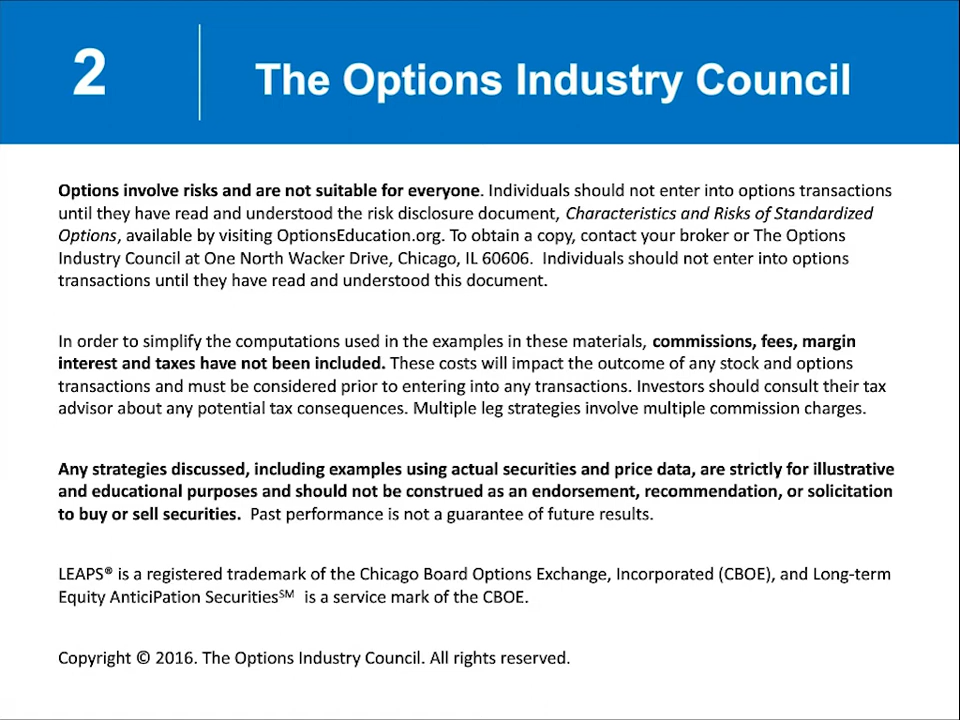 2
The Options Industry Council
Options involve risks and are not suitable for everyone. Individuals should not enter into options transactions
until they have read and understood the risk disclosure document, Characteristics and Risks of Standardized
Options, available by visiting OptionsEducation.org. To obtain a copy, contact your broker or The Options
Industry Council at One North Wacker Drive, Chicago, IL 60606.  Individuals should not enter into options
transactions until they have read and understood this document.
In order to simplify the computations used in the examples in these materials, commissions, fees, margin
interest and taxes have not been included. These costs will impact the outcome of any stock and options
transactions and must be considered prior to entering into any transactions. Investors should consult their tax
advisor about any potential tax consequences. Multiple leg strategies involve multiple commission charges.
Any strategies discussed, including examples using actual securities and price data, are strictly for illustrative
and educational purposes and should not be construed as an endorsement, recommendation, or solicitation
to buy or sell securities.  Past performance is not a guarantee of future results.
LEAPS® is a registered trademark of the Chicago Board Options Exchange, Incorporated (CBOE), and Long-term
Equity AnticiPation Securities℠  is a service mark of the CBOE.
Copyright © 2016. The Options Industry Council. All rights reserved.